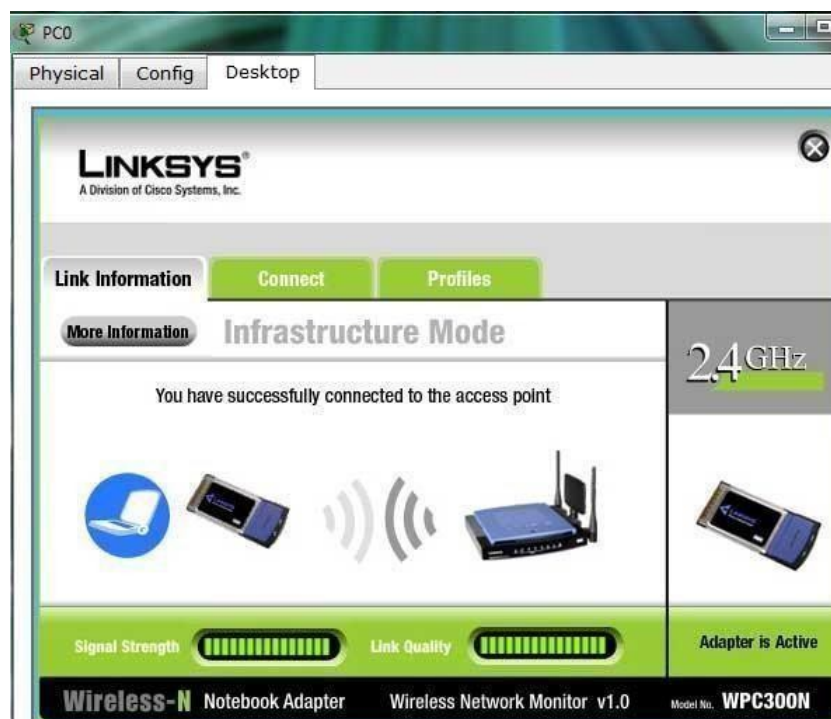 PC0
Physical Config Desktop
LINKSYS®
A Division of Cisco Systems, Inc.
Link Information Connect Profiles
More Information Infrastructure Mode
2.4GHz
You have successfully connected to the access point
Signal Strength Link Quality Adapter is Active
Wireless-N Notebook Adapter Wireless Network Monitor v1.0 Model No. WPC300N